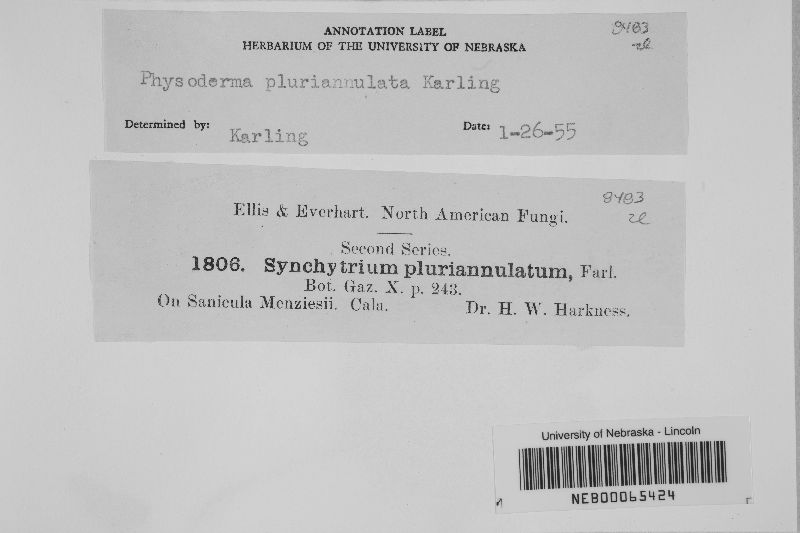 ANNOTATION LABEL
HERBARIUM OF THE UNIVERSITY OF NEBRASKA
Physoderma pluriannulata Karling
Determined by: Karling
Date: 1-26-55
Ellis & Everhart. North American Fungi.
Second Series.
1806. Synchytrium pluriannulatum, Farl.
Bot. Gaz. X. p. 243.
On Sanicula Menziesii. Cala. Dr. H. W. Harkness.
University of Nebraska - Lincoln
NEB00065424